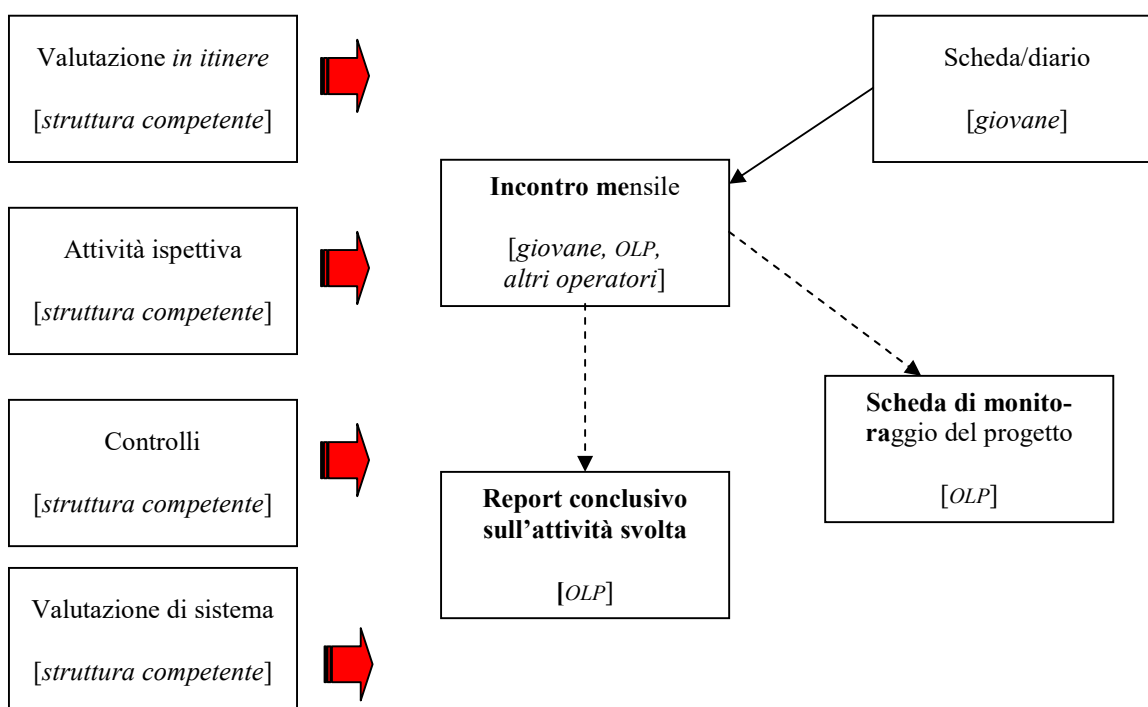 Valutazione in itinere
[struttura competente]
Scheda/diario
[giovane]
Incontro mensile
[giovane, OLP,
altri operatori]
Attività ispettiva
[struttura competente]
Scheda di monito-
raggio del progetto
[OLP]
Controlli
[struttura competente]
Report conclusivo
sull’attività svolta
[OLP]
Valutazione di sistema
[struttura competente]